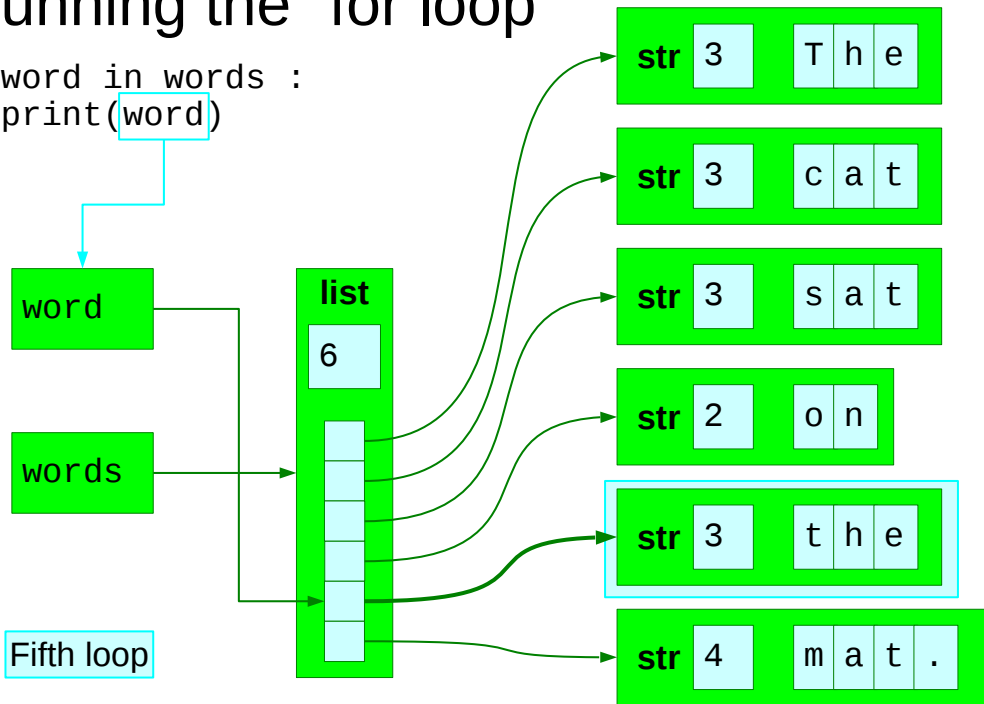 unning the "for loop"
word in words :
print(word)
word
words
list
6
str 3 T h e
str 3 c a t
str 3 s a t
str 2 o n
str 3 t h e
str 4 m a t .
Fifth loop